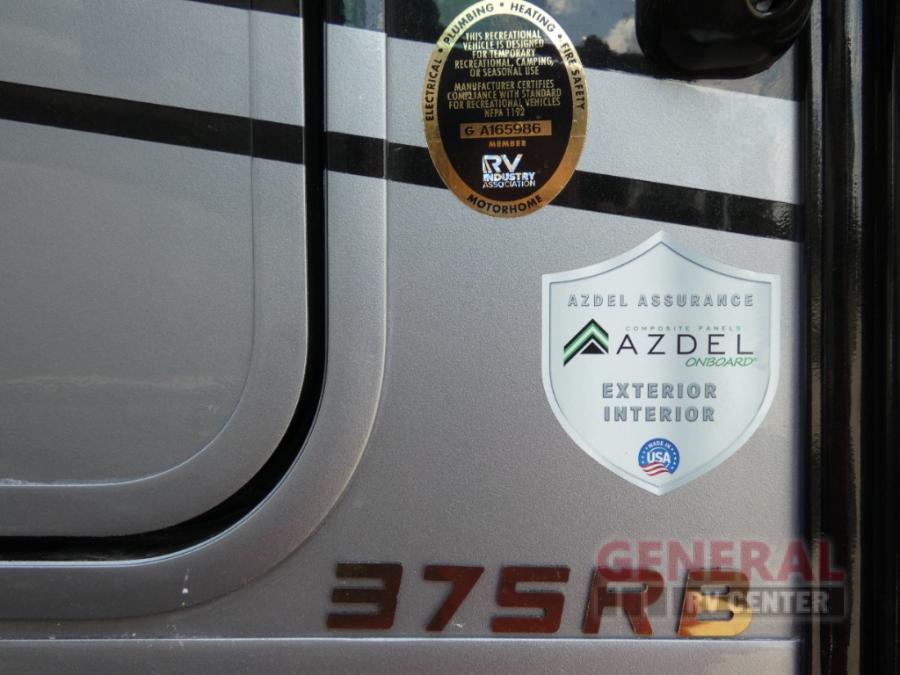 ELECTRICAL • PLUMBING • HEATING • FIRE SAFETY
THIS RECREATIONAL
VEHICLE IS DESIGNED
FOR TEMPORARY
RECREATIONAL, CAMPING,
OR SEASONAL USE
MANUFACTURER CERTIFIES
COMPLIANCE WITH STANDARD
FOR RECREATIONAL VEHICLES
NFPA 1192
G A165986
MEMBER
RV
INDUSTRY
ASSOCIATION
MOTORHOME
AZDEL ASSURANCE
COMPOSITE PANELS
AZDEL
ONBOARD®
EXTERIOR
INTERIOR
MADE IN
USA
375RB
GENERAL
RV CENTER